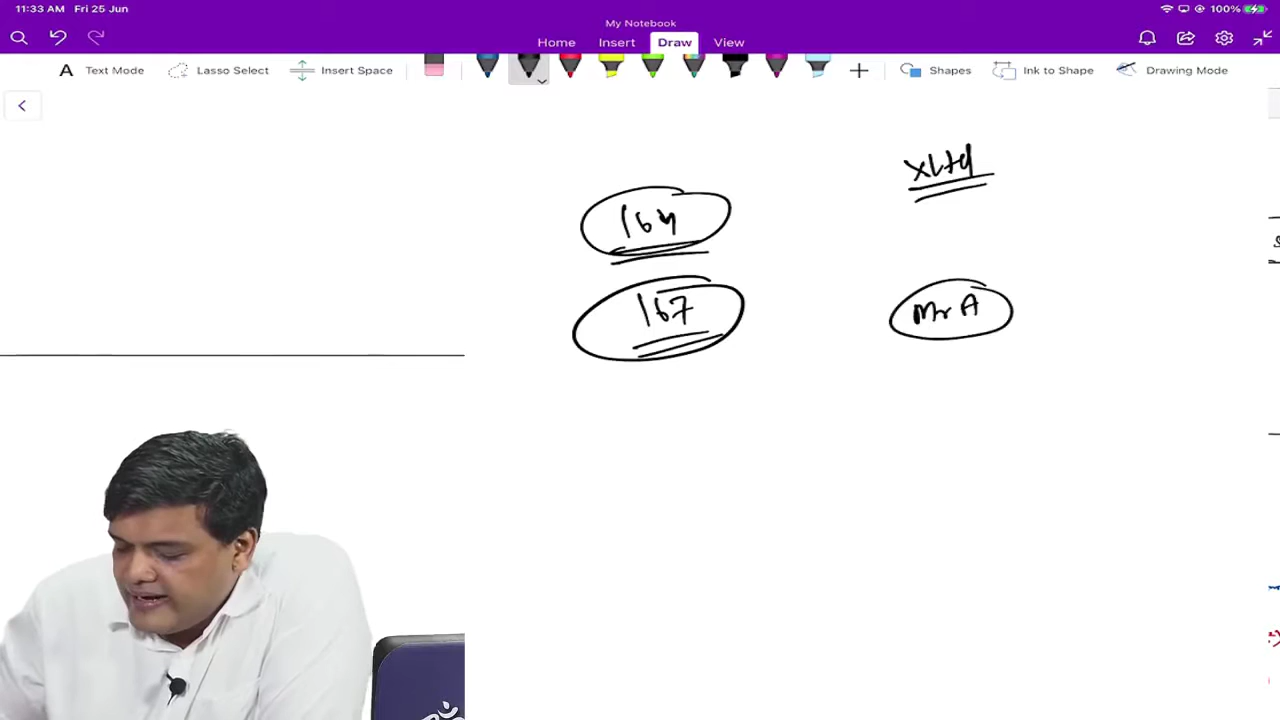 11:33 AM Fri 25 Jun
100%
My Notebook
Home Insert Draw View
A Text Mode Lasso Select Insert Space Shapes Ink to Shape Drawing Mode
X Ltd
164
167
Mr A